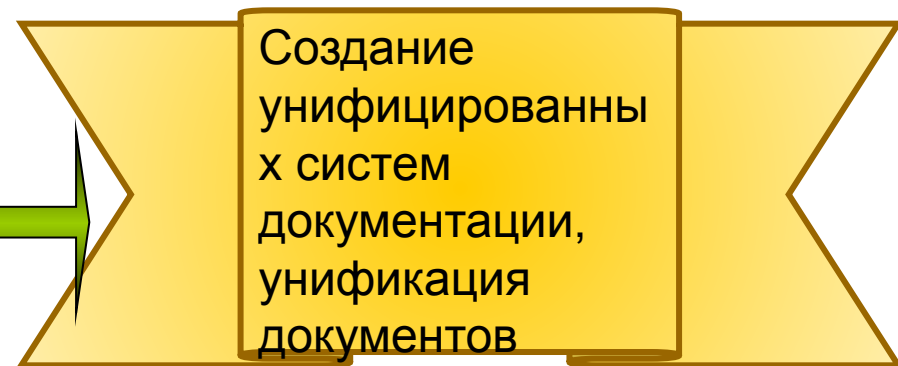 Создание
унифицированны
х систем
документации,
унификация
документов